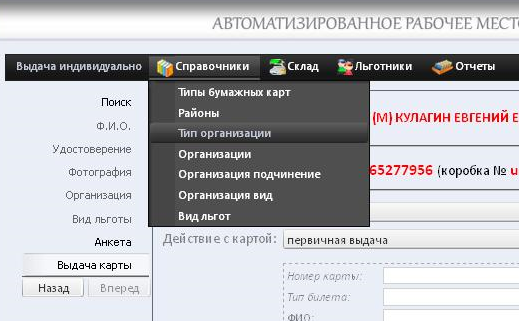 АВТОМАТИЗИРОВАННОЕ РАБОЧЕЕ МЕСТО
Выдача индивидуально Справочники Склад Льготники Отчеты
Типы бумажных карт
Районы
Тип организации
Организации
Организация подчинение
Организация вид
Вид льгот
Поиск
Ф.И.О.
Удостоверение
Фотография
Организация
Вид льготы
Анкета
Выдача карты
Назад Вперед
(М) КУЛАГИН ЕВГЕНИЙ Е
65277956 (коробка № u
Действие с картой: первичная выдача
Номер карты:
Тип билета:
ФИО: